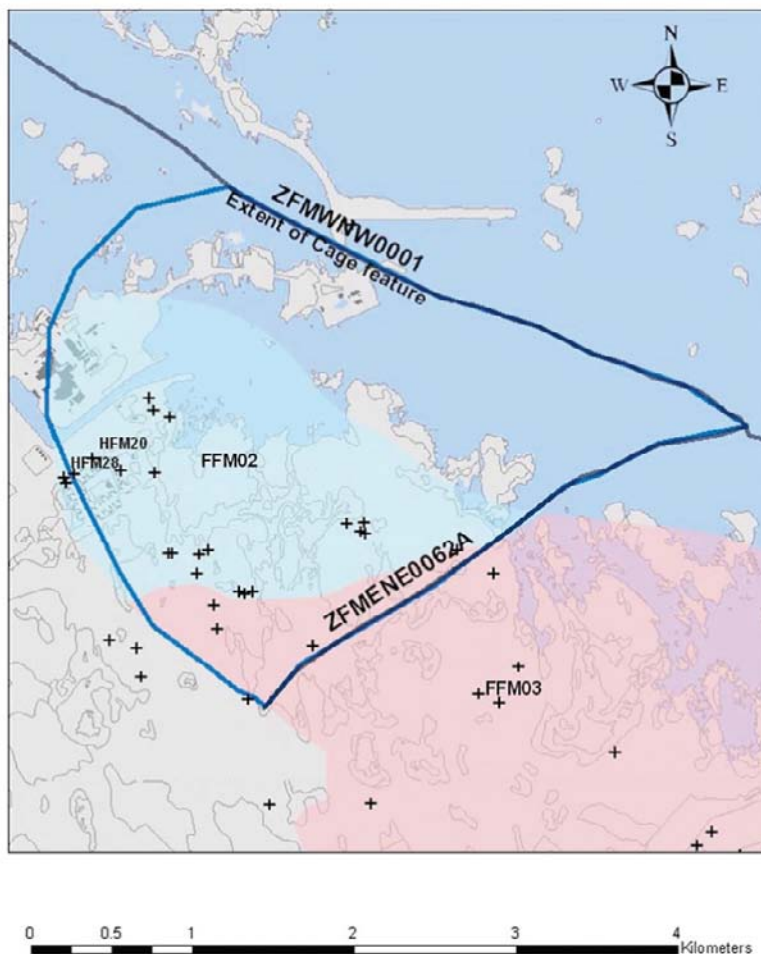 N
W E
S
ZFMWNW0001
Extent of Cage feature
HFM20
HFM28
FFM02
ZFMENE0062A
FFM03
0 0.5 1 2 3 4
Kilometers